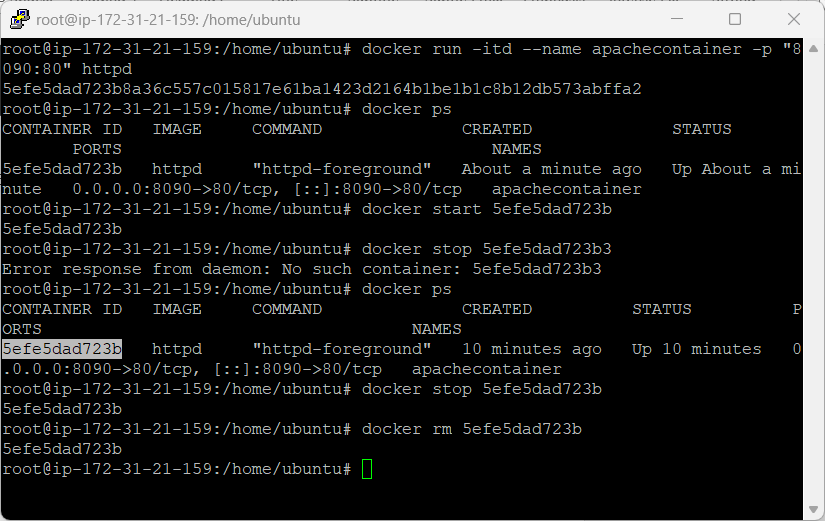 root@ip-172-31-21-159: /home/ubuntu
root@ip-172-31-21-159:/home/ubuntu# docker run -itd --name apachecontainer -p "8
090:80" httpd
5efe5dad723b8a36c557c015817e61ba1423d2164b1be1b1c8b12db573abffa2
root@ip-172-31-21-159:/home/ubuntu# docker ps
CONTAINER ID   IMAGE     COMMAND              CREATED              STATUS
       PORTS                                     NAMES
5efe5dad723b   httpd     "httpd-foreground"   About a minute ago   Up About a mi
nute   0.0.0.0:8090->80/tcp, [::]:8090->80/tcp   apachecontainer
root@ip-172-31-21-159:/home/ubuntu# docker start 5efe5dad723b
5efe5dad723b
root@ip-172-31-21-159:/home/ubuntu# docker stop 5efe5dad723b3
Error response from daemon: No such container: 5efe5dad723b3
root@ip-172-31-21-159:/home/ubuntu# docker ps
CONTAINER ID   IMAGE     COMMAND              CREATED          STATUS          P
ORTS                                     NAMES
5efe5dad723b   httpd     "httpd-foreground"   10 minutes ago   Up 10 minutes   0
.0.0.0:8090->80/tcp, [::]:8090->80/tcp   apachecontainer
root@ip-172-31-21-159:/home/ubuntu# docker stop 5efe5dad723b
5efe5dad723b
root@ip-172-31-21-159:/home/ubuntu# docker rm 5efe5dad723b
5efe5dad723b
root@ip-172-31-21-159:/home/ubuntu#